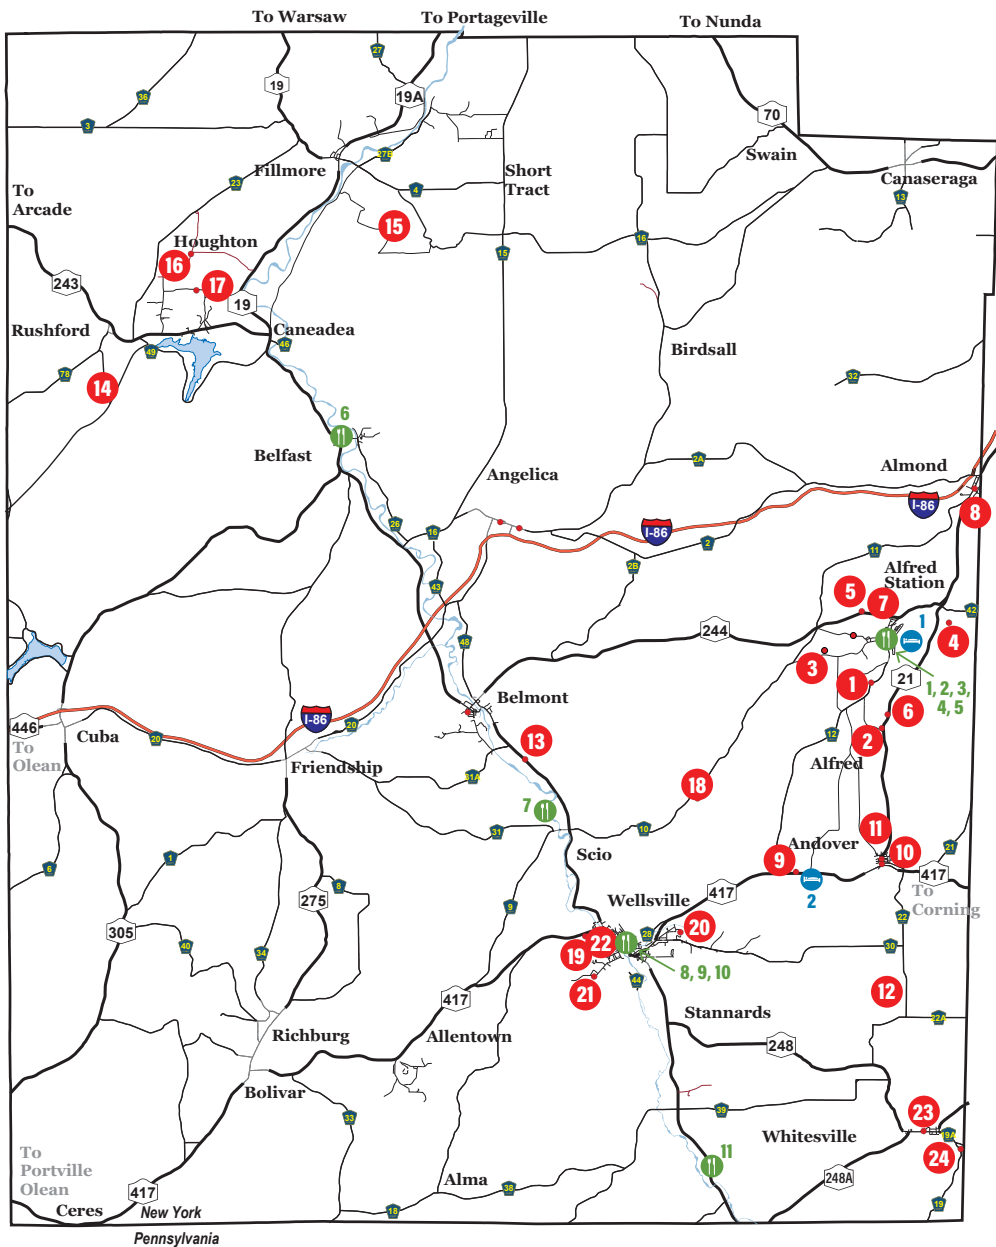 To Warsaw
To Portageville
To Nunda
27
19
19A
36
3
70
Swain
37B
Fillmore
Short
Tract
Canaseraga
23
4
13
To
Arcade
15
Houghton
16
16
15
17
243
19
Rushford
Caneadea
46
49
Birdsall
78
14
32
6
Belfast
2A
Almond
Angelica
I-86
8
26
16
I-86
2
11
2B
Alfred
Station
43
5
7
42
1
244
4
48
3
21
1
1, 2, 3,
4, 5
Belmont
6
446
I-86
20
20
Cuba
12
2
To
Olean
13
Alfred
Friendship
31A
18
7
11
31
10
Andover
21
Scio
10
1
9
6
417
8
2
To
Corning
Wellsville
417
275
9
22
305
28
20
40
22
30
34
19
8, 9, 10
21
44
12
417
Stannards
22A
Richburg
Allentown
248
Bolivar
39
33
23
Whitesville
19A
24
To
Portville
Olean
11
Alma
248A
417
38
19
Ceres
New York
18
Pennsylvania